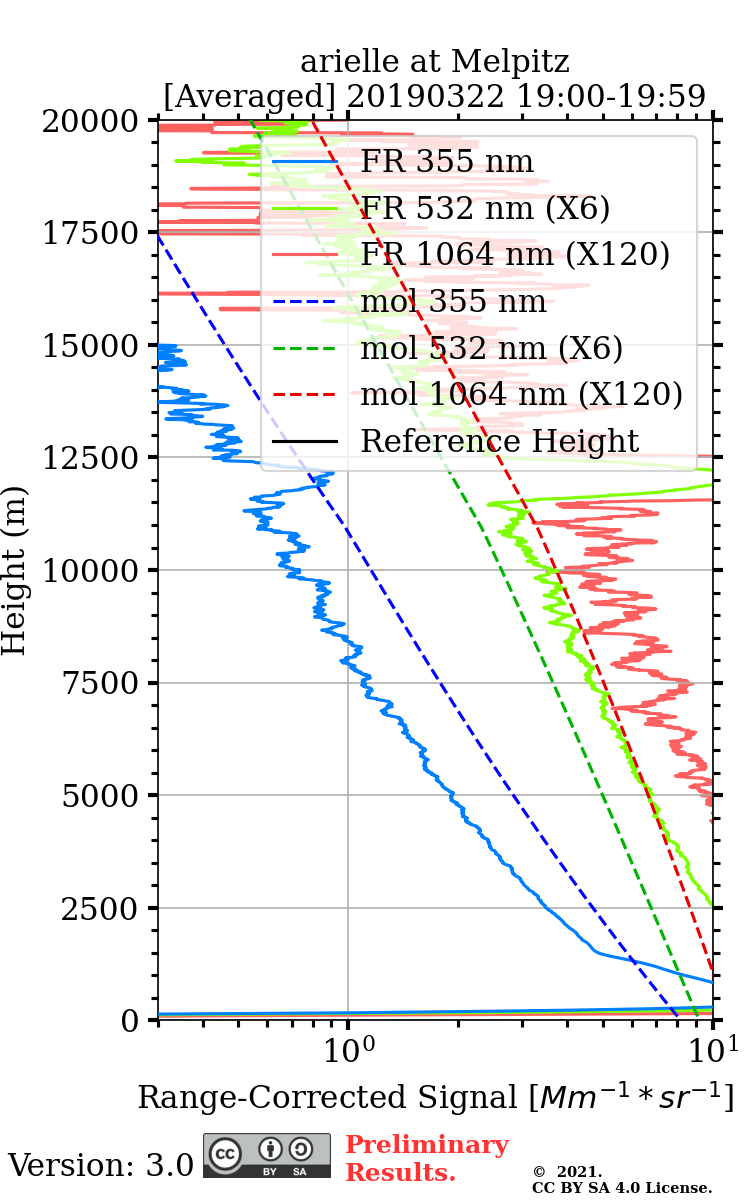 arielle at Melpitz
[Averaged] 20190322 19:00-19:59
20000
17500
15000
12500
10000
7500
5000
2500
0
Height (m)
FR 355 nm
FR 532 nm (X6)
FR 1064 nm (X120)
mol 355 nm
mol 532 nm (X6)
mol 1064 nm (X120)
Reference Height
10⁰ 10¹
Range-Corrected Signal [Mm⁻¹ * sr⁻¹]
Version: 3.0
cc BY SA
Preliminary
Results.
© 2021.
CC BY SA 4.0 License.